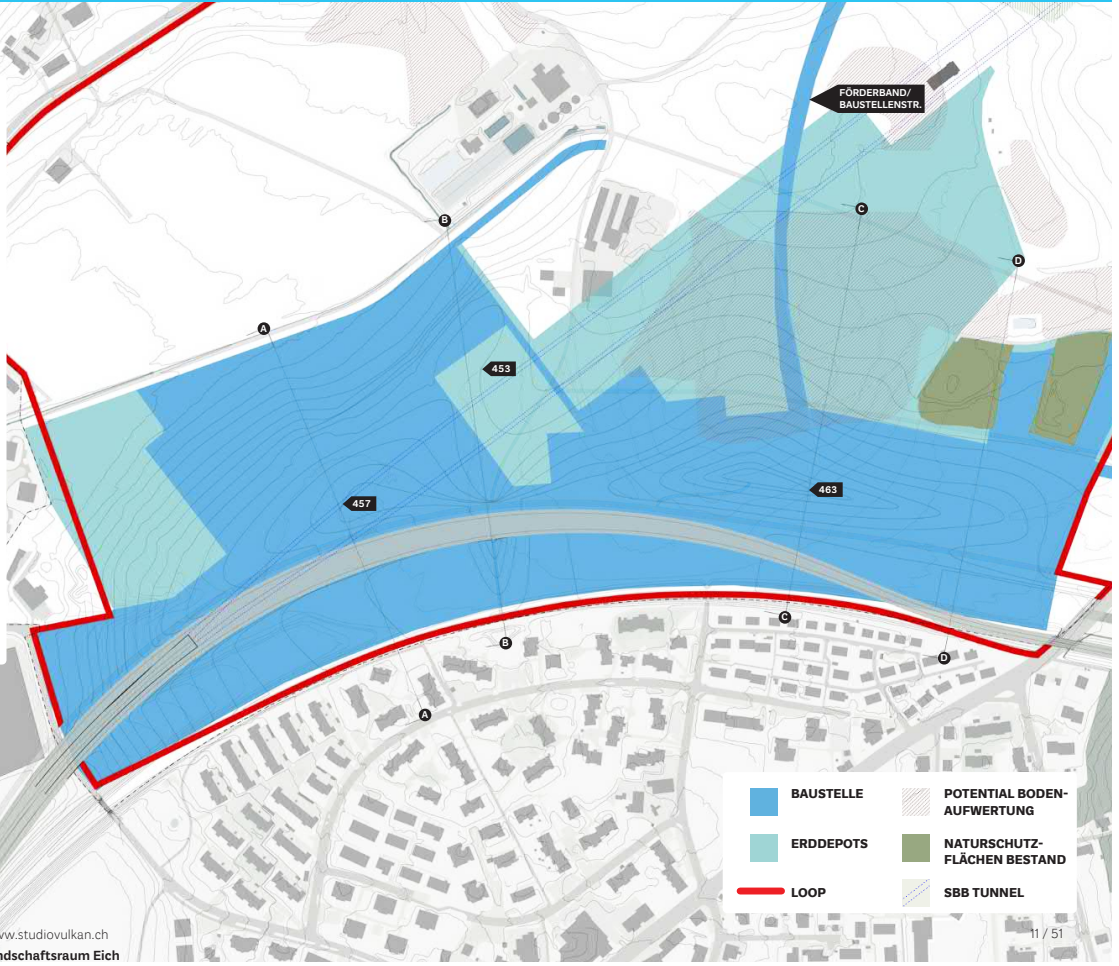 FÖRDERBAND/
BAUSTELLENSTR.
B
C
D
A
453
457
463
C
B
D
A
BAUSTELLE
POTENTIAL BODEN-
AUFWERTUNG
ERDDEPOTS
NATURSCHUTZ-
FLÄCHEN BESTAND
LOOP
SBB TUNNEL
ww.studiovulkan.ch
11 / 51
ndschaftsraum Eich